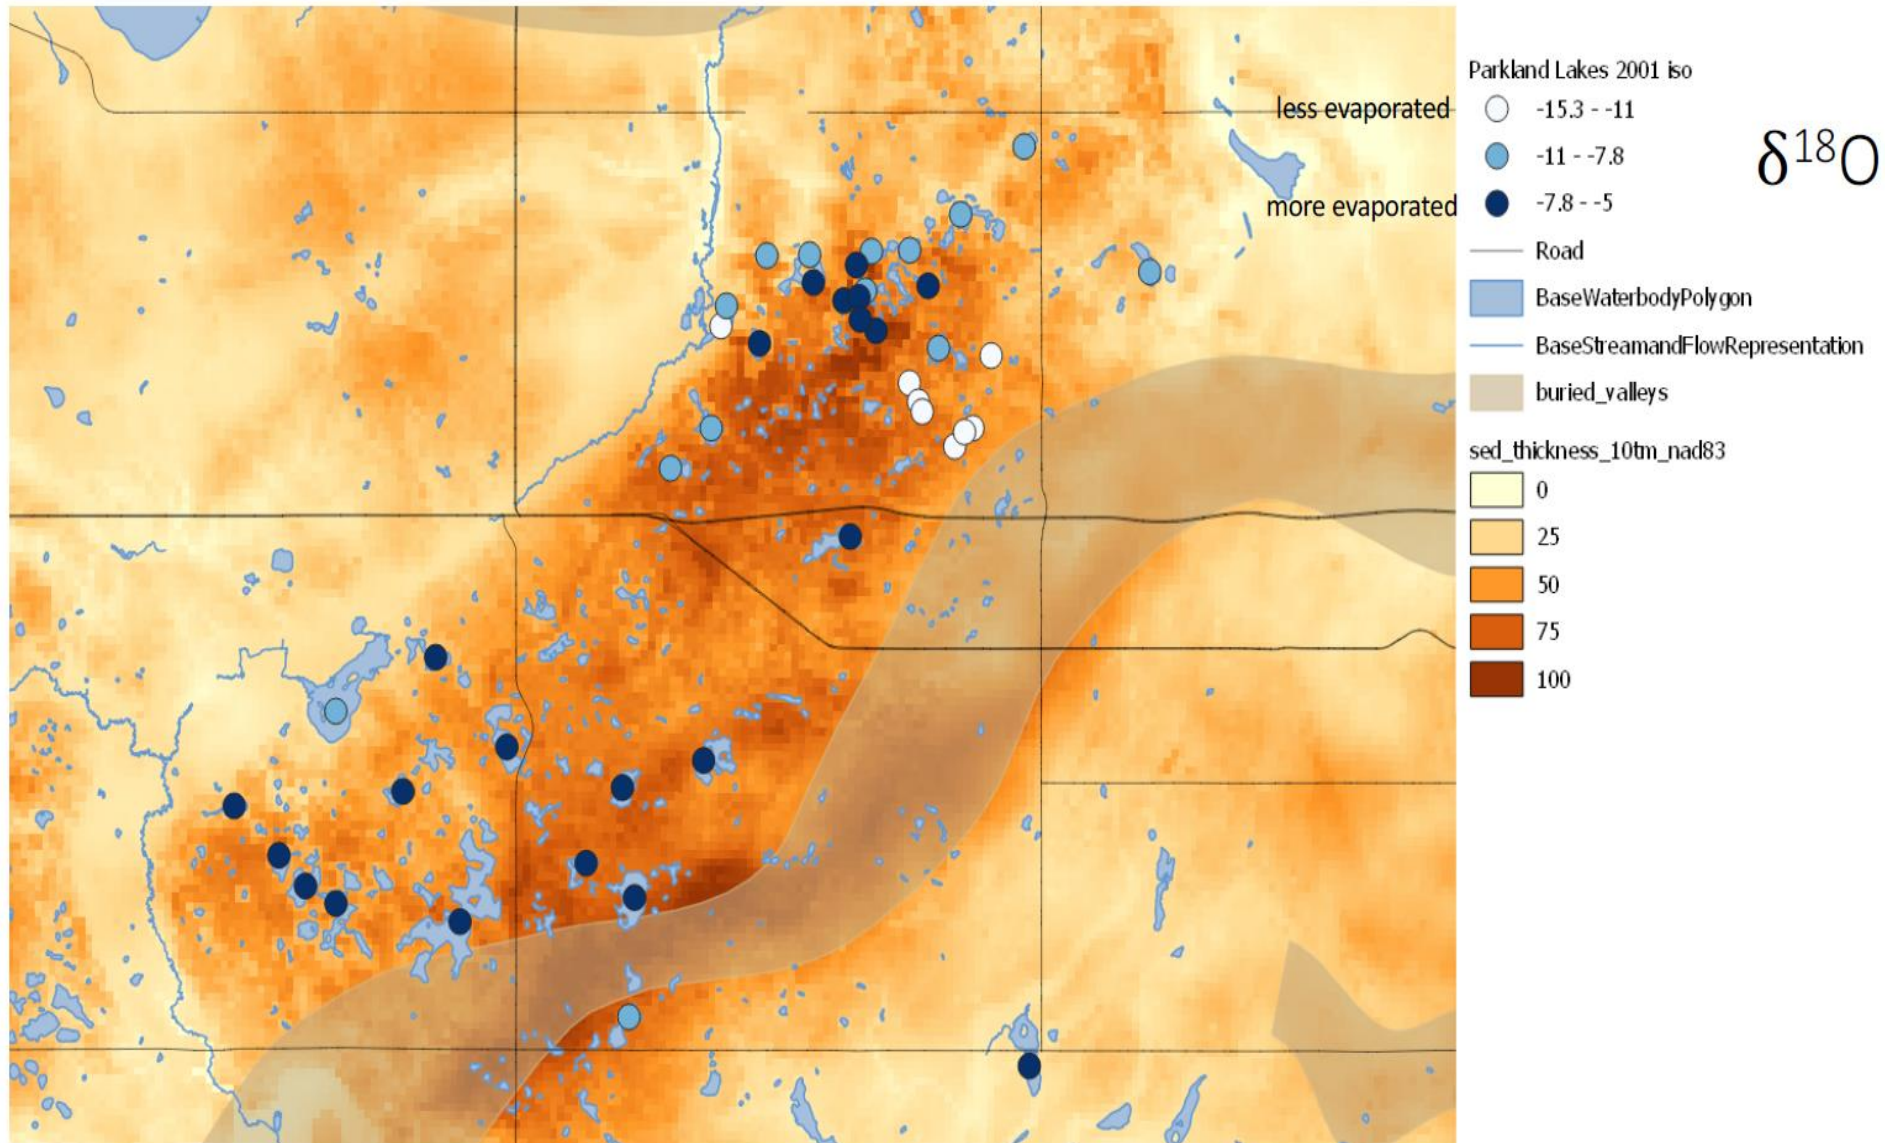 Parkland Lakes 2001 iso
less evaporated
-15.3 - -11
-11 - -7.8
more evaporated
-7.8 - -5
δ18O
Road
BaseWaterbodyPolygon
BaseStreamandFlowRepresentation
buried_valleys
sed_thickness_10tm_nad83
0
25
50
75
100